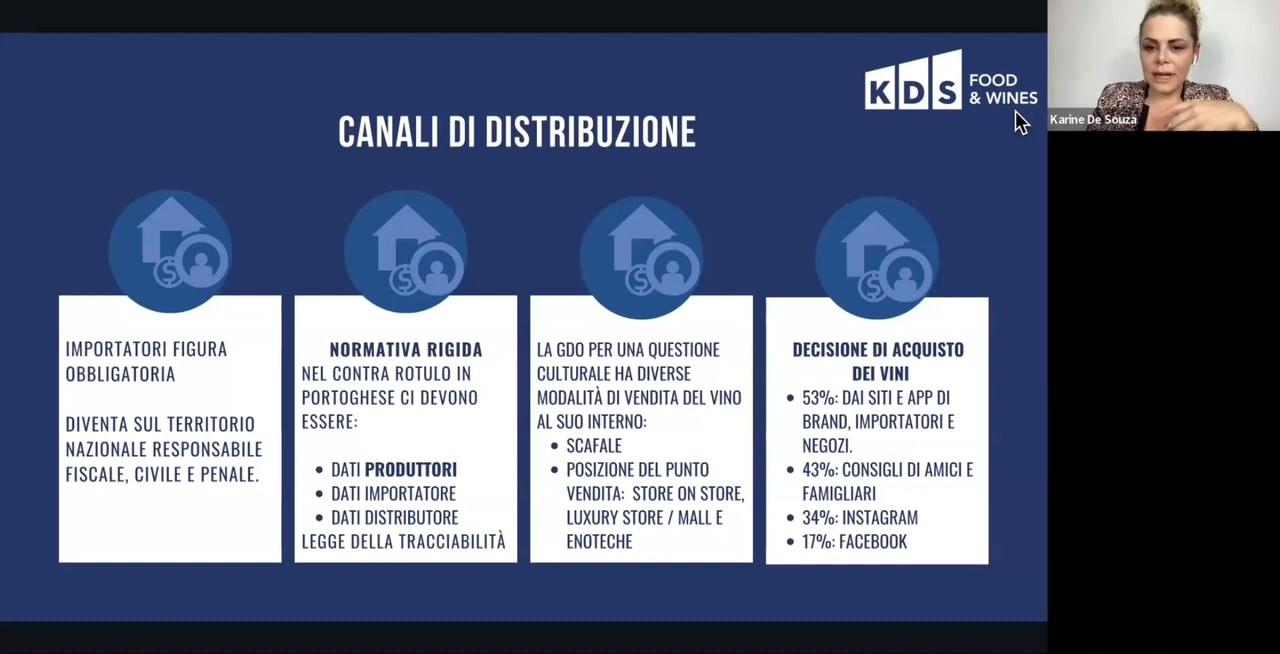 KDS FOOD
& WINES
Karine De Souza
CANALI DI DISTRIBUZIONE
IMPORTATORI FIGURA
OBBLIGATORIA
DIVENTA SUL TERRITORIO
NAZIONALE RESPONSABILE
FISCALE, CIVILE E PENALE.
NORMATIVA RIGIDA
NEL CONTRA ROTULO IN
PORTOGHESE CI DEVONO
ESSERE:
• DATI PRODUTTORI
• DATI IMPORTATORE
• DATI DISTRIBUTORE
LEGGE DELLA TRACCIABILITÀ
LA GDO PER UNA QUESTIONE
CULTURALE HA DIVERSE
MODALITÀ DI VENDITA DEL VINO
AL SUO INTERNO:
• SCAFALE
• POSIZIONE DEL PUNTO
VENDITA: STORE ON STORE,
LUXURY STORE / MALL E
ENOTECHE
DECISIONE DI ACQUISTO
DEI VINI
• 53%: DAI SITI E APP DI
BRAND, IMPORTATORI E
NEGOZI.
• 43%: CONSIGLI DI AMICI E
FAMIGLIARI
• 34%: INSTAGRAM
• 17%: FACEBOOK